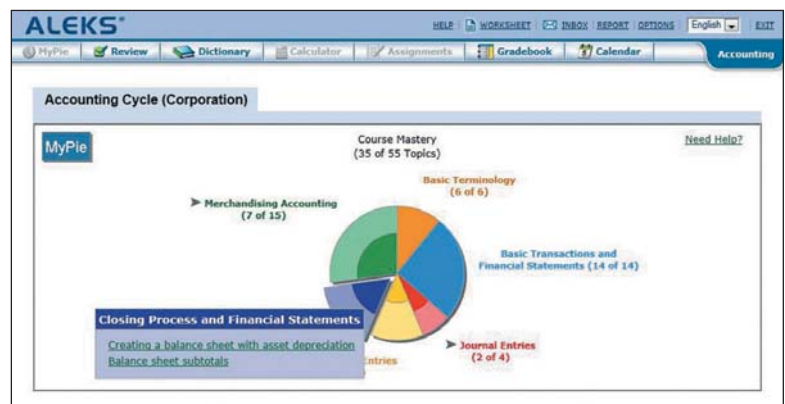 ALEKS®
HELP WORKSHEET INBOX REPORT OPTIONS English EXIT
MyPie Review Dictionary Calculator Assignments Gradebook Calendar Accounting
Accounting Cycle (Corporation)
MyPie
Course Mastery
(35 of 55 Topics)
Need Help?
Basic Terminology
(6 of 6)
Merchandising Accounting
(7 of 15)
Basic Transactions and
Financial Statements (14 of 14)
Closing Process and Financial Statements
Creating a balance sheet with asset depreciation
Balance sheet subtotals
Entries
Journal Entries
(2 of 4)